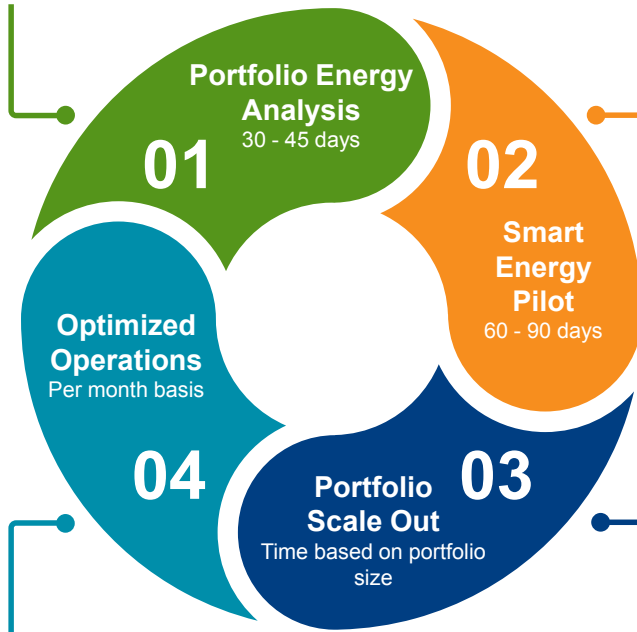 Portfolio Energy
Analysis
30 - 45 days
01
02
Smart
Energy
Pilot
60 - 90 days
03
Portfolio
Scale Out
Time based on portfolio
size
Optimized
Operations
Per month basis
04